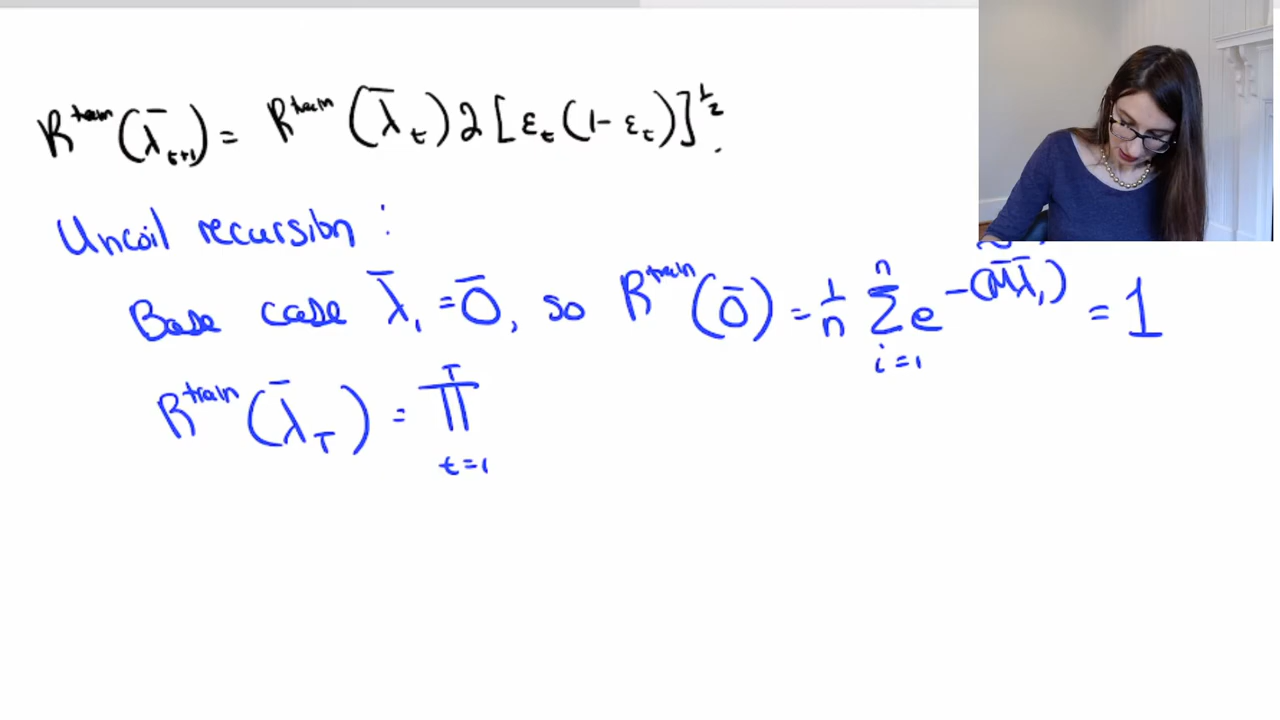 R^train(λ̄_{t+1}) = R^train(λ̄_t) 2 [ε_t(1-ε_t)]^{1/2}.
Uncoil recursion:
Base case λ̄_1 = 0̄, so R^train(0̄) = 1/n Σ_{i=1}^{n} e^{-(M̄λ̄_1)} = 1
R^train(λ̄_T) = ∏_{t=1}^{T}